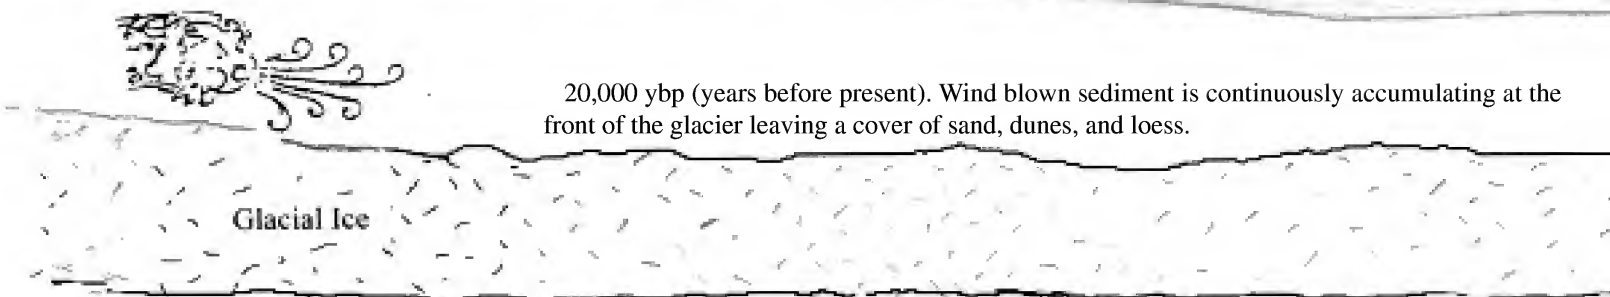 20,000 ybp (years before present). Wind blown sediment is continuously accumulating at the
front of the glacier leaving a cover of sand, dunes, and loess.
Glacial Ice